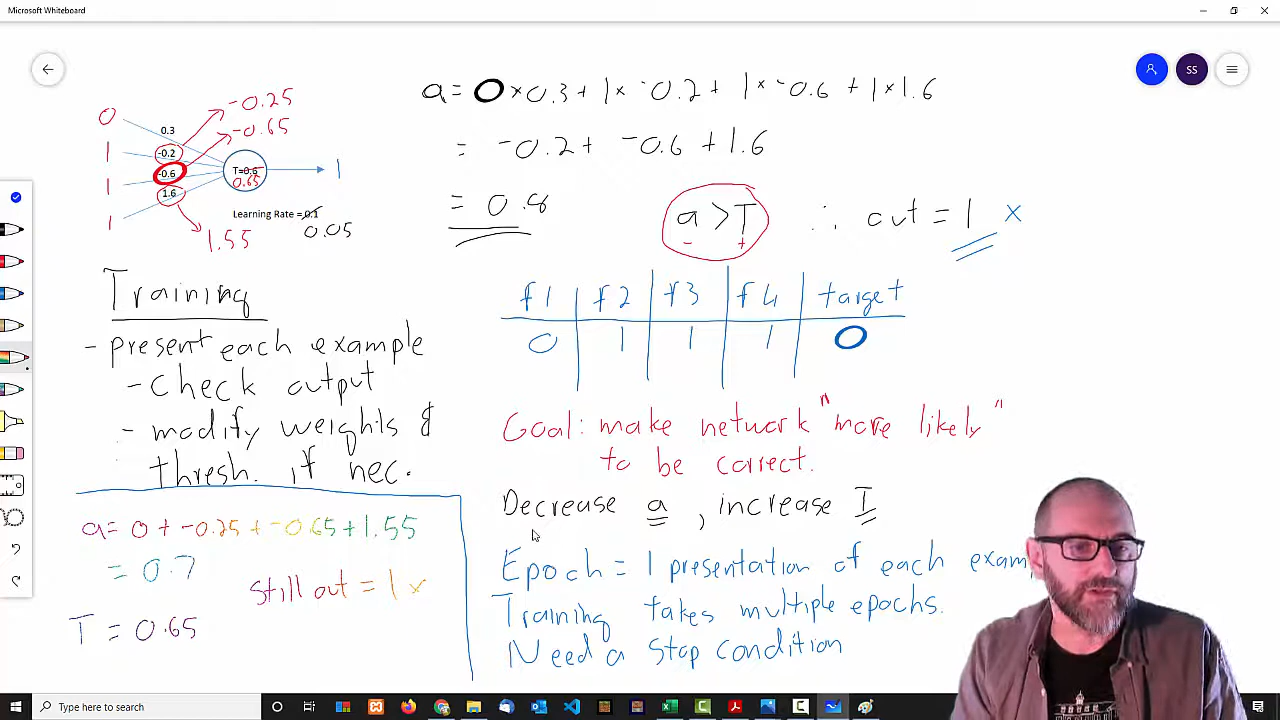 Microsoft Whiteboard
SS
a = 0 × 0.3 + 1 × -0.2 + 1 × -0.6 + 1 × 1.6
= -0.2 + -0.6 + 1.6
= 0.8
a > T
- +
∴ out = 1 ×
0
1
1
1
0.3
-0.2
-0.6
1.6
-0.25
-0.65
1.55
T=0.6
0.65
1
Learning Rate = 0.1
0.05
Training
- present each example
- check output
- modify weights &
thresh. if nec.
f1 f2 f3 f4 target
0 1 1 1 0
Goal: make network "more likely"
to be correct.
Decrease a, increase T
Epoch = 1 presentation of each exam
Training takes multiple epochs.
Need a stop condition
a = 0 + -0.25 + -0.65 + 1.55
= 0.7
Still out = 1 ×
T = 0.65
Type here to search